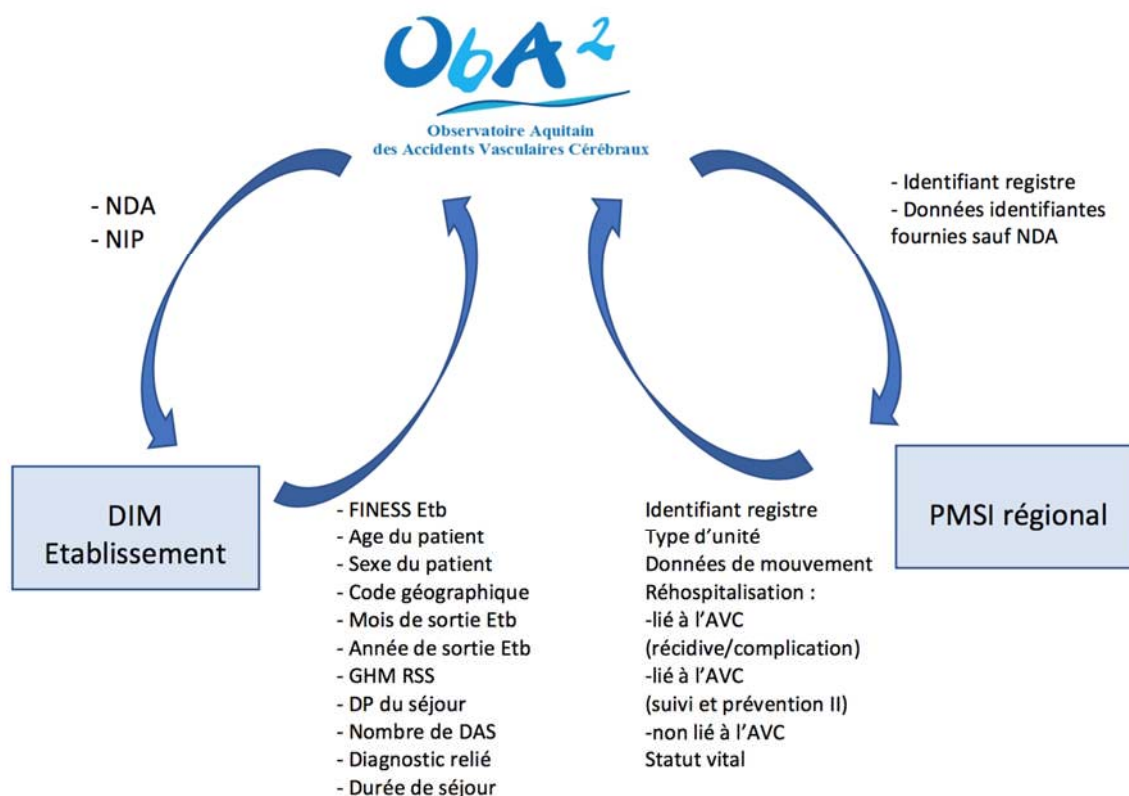 ObA²
Observatoire Aquitain
des Accidents Vasculaires Cérébraux
- NDA
- NIP
- Identifiant registre
- Données identifiantes
fournies sauf NDA
DIM
Etablissement
- FINESS Etb
- Age du patient
- Sexe du patient
- Code géographique
- Mois de sortie Etb
- Année de sortie Etb
- GHM RSS
- DP du séjour
- Nombre de DAS
- Diagnostic relié
- Durée de séjour
Identifiant registre
Type d’unité
Données de mouvement
Réhospitalisation :
-lié à l’AVC
(récidive/complication)
-lié à l’AVC
(suivi et prévention II)
-non lié à l’AVC
Statut vital
PMSI régional